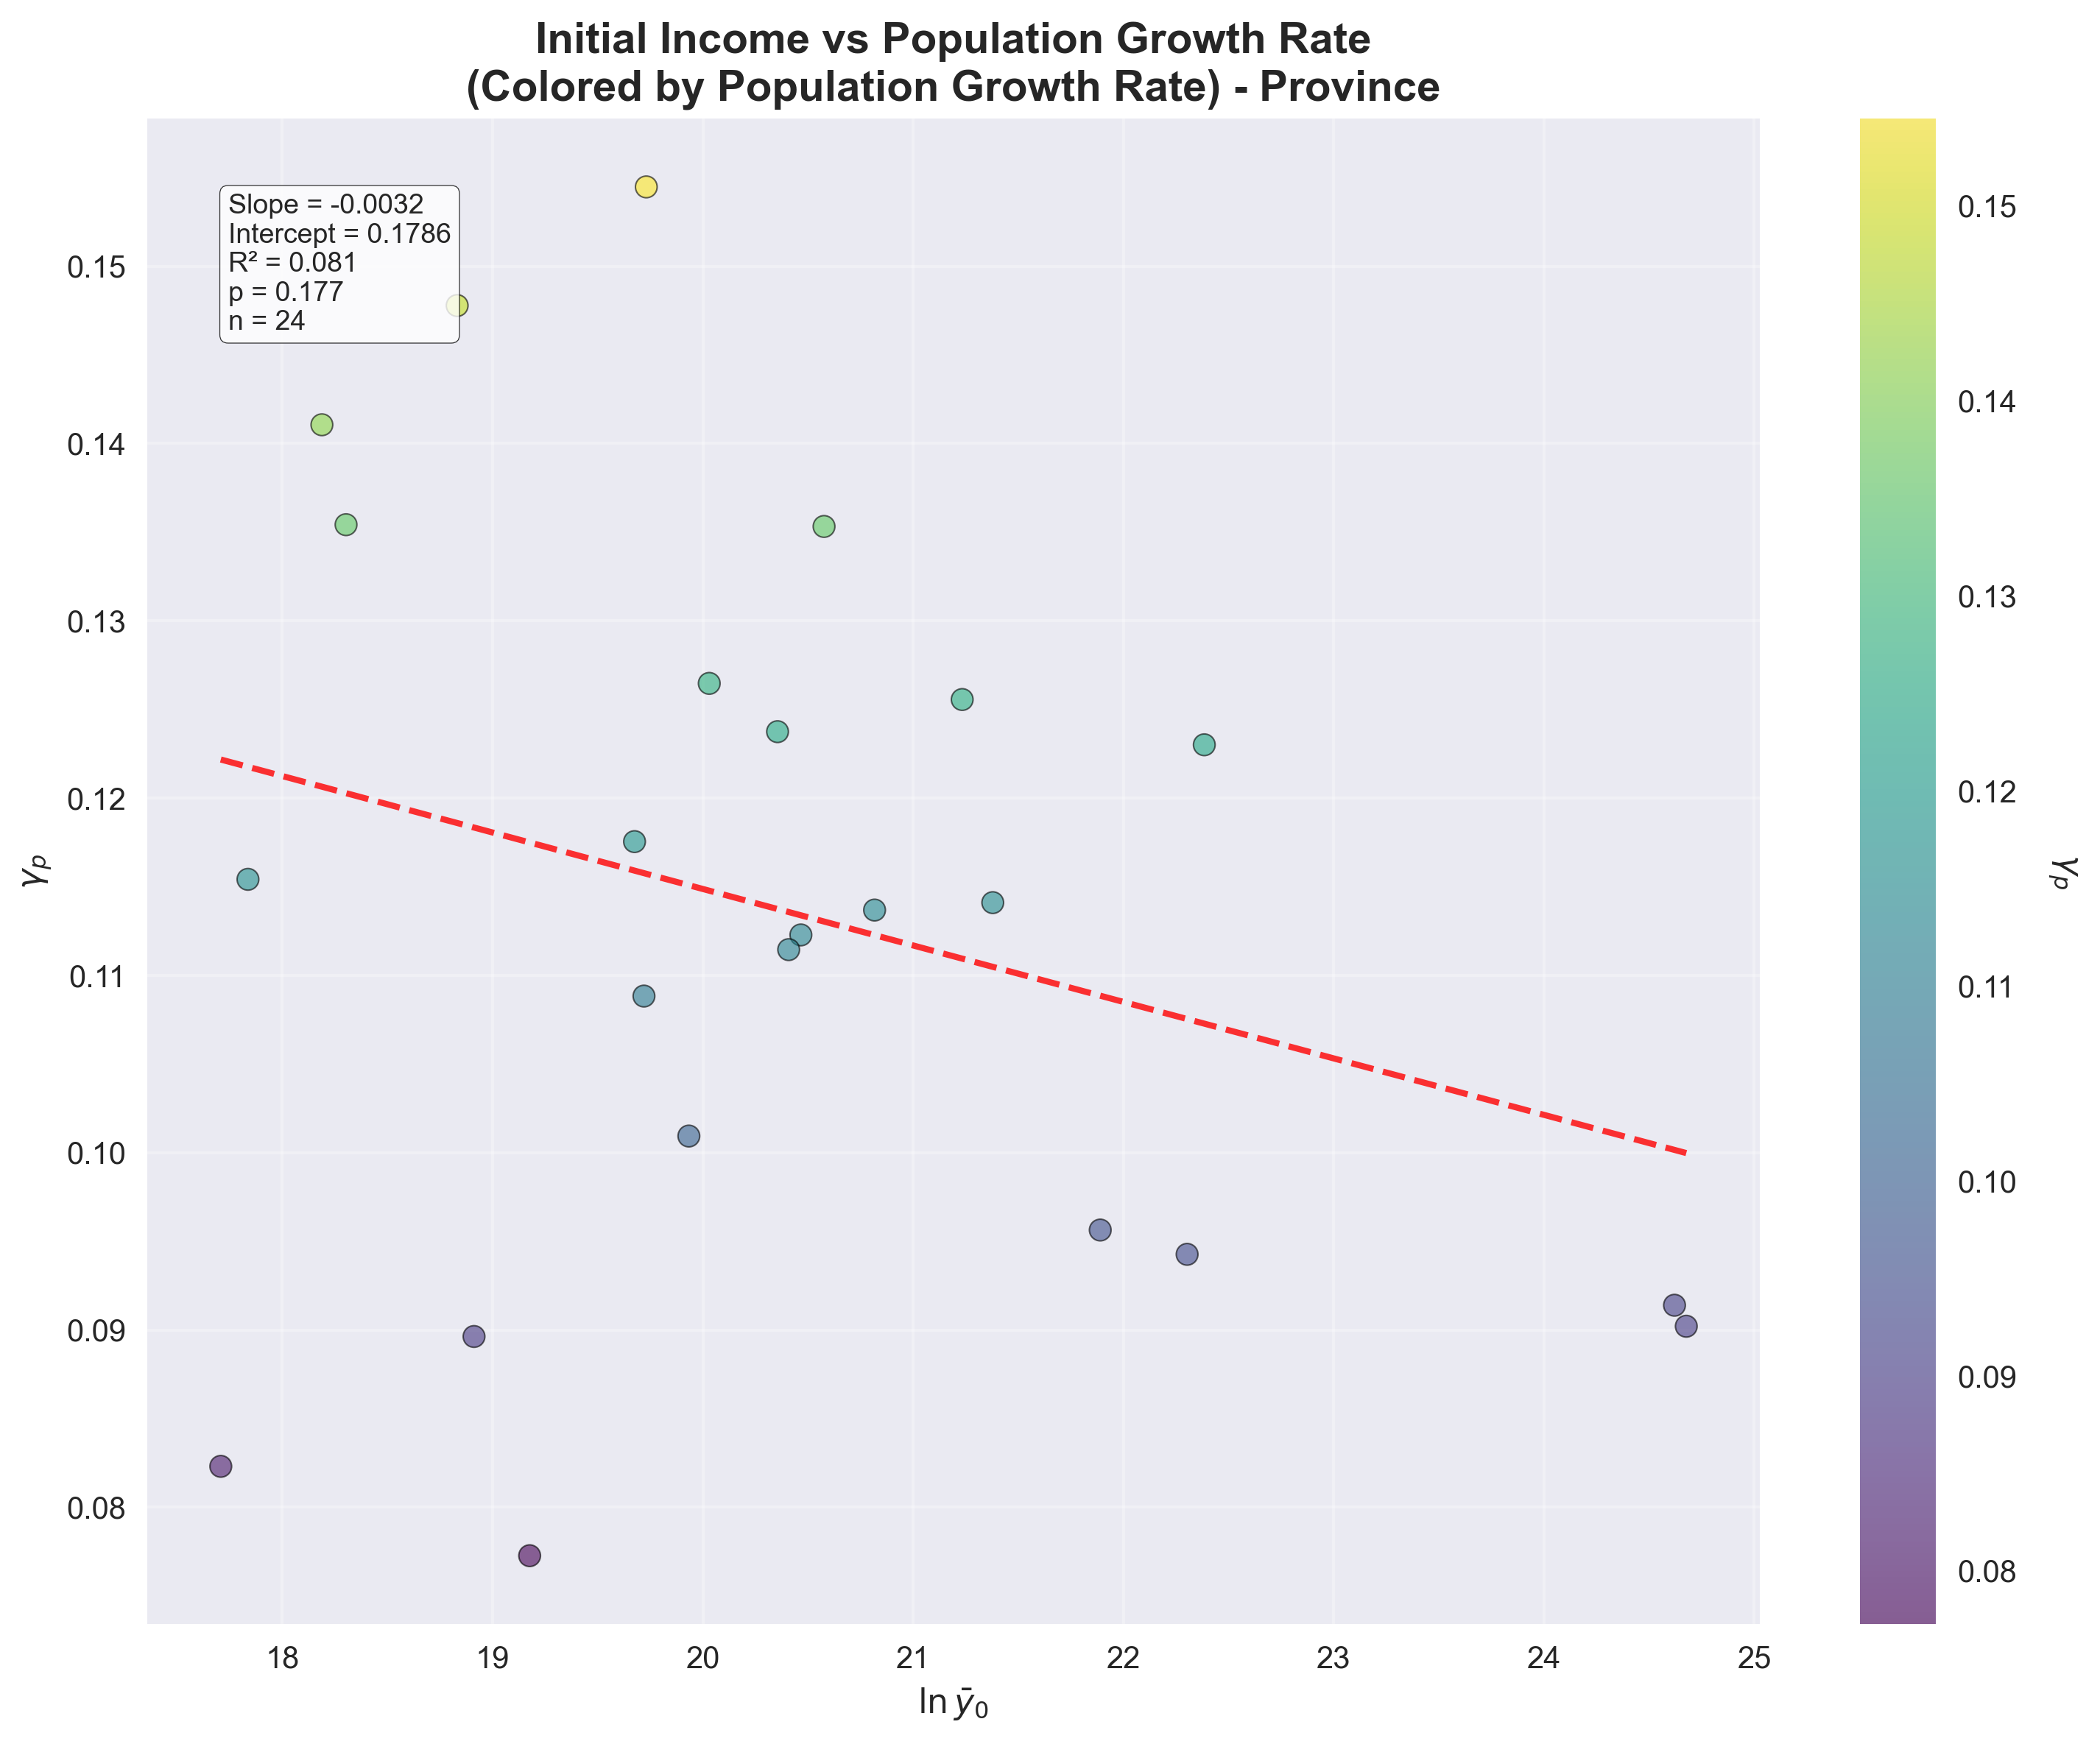 Initial Income vs Population Growth Rate
(Colored by Population Growth Rate) - Province
Slope = -0.0032
Intercept = 0.1786
R² = 0.081
p = 0.177
n = 24
0.15
0.14
0.13
0.12
0.11
0.10
0.09
0.08
γp
18
19
20
21
22
23
24
25
ln ȳ₀
0.15
0.14
0.13
0.12
0.11
0.10
0.09
0.08
γp